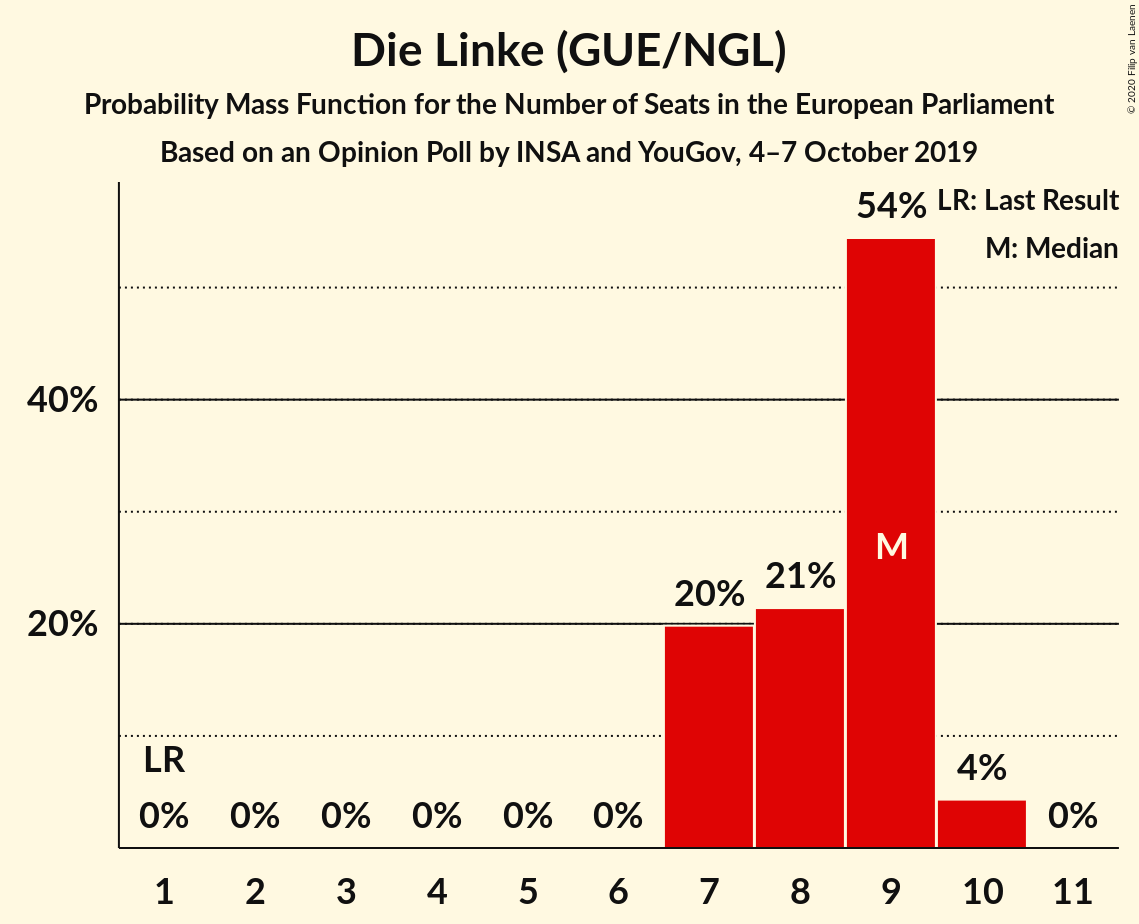 Die Linke (GUE/NGL)
Probability Mass Function for the Number of Seats in the European Parliament
Based on an Opinion Poll by INSA and YouGov, 4–7 October 2019
© 2020 Filip van Laenen
LR: Last Result
M: Median
54%
40%
M
21%
20%
20%
LR
4%
0% 0% 0% 0% 0% 0% 0%
1 2 3 4 5 6 7 8 9 10 11